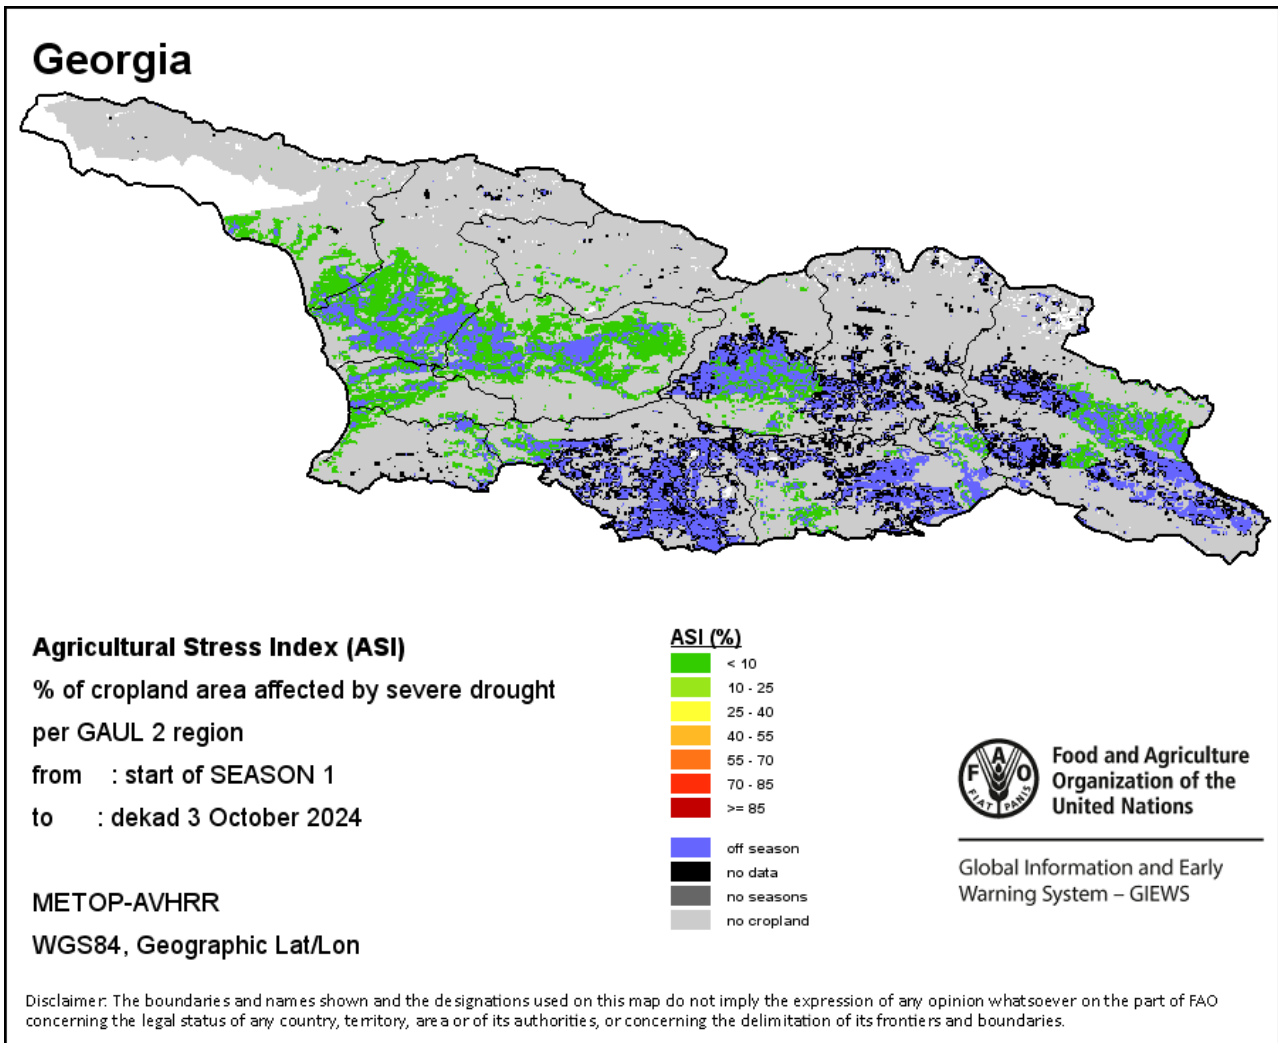 Georgia
Agricultural Stress Index (ASI)
% of cropland area affected by severe drought
per GAUL 2 region
from : start of SEASON 1
to : dekad 3 October 2024
METOP-AVHRR
WGS84, Geographic Lat/Lon
ASI (%)
< 10
10 - 25
25 - 40
40 - 55
55 - 70
70 - 85
>= 85
off season
no data
no seasons
no cropland
F A O
FIAT PANIS
Food and Agriculture
Organization of the
United Nations
Global Information and Early
Warning System – GIEWS
Disclaimer: The boundaries and names shown and the designations used on this map do not imply the expression of any opinion whatsoever on the part of FAO
concerning the legal status of any country, territory, area or of its authorities, or concerning the delimitation of its frontiers and boundaries.